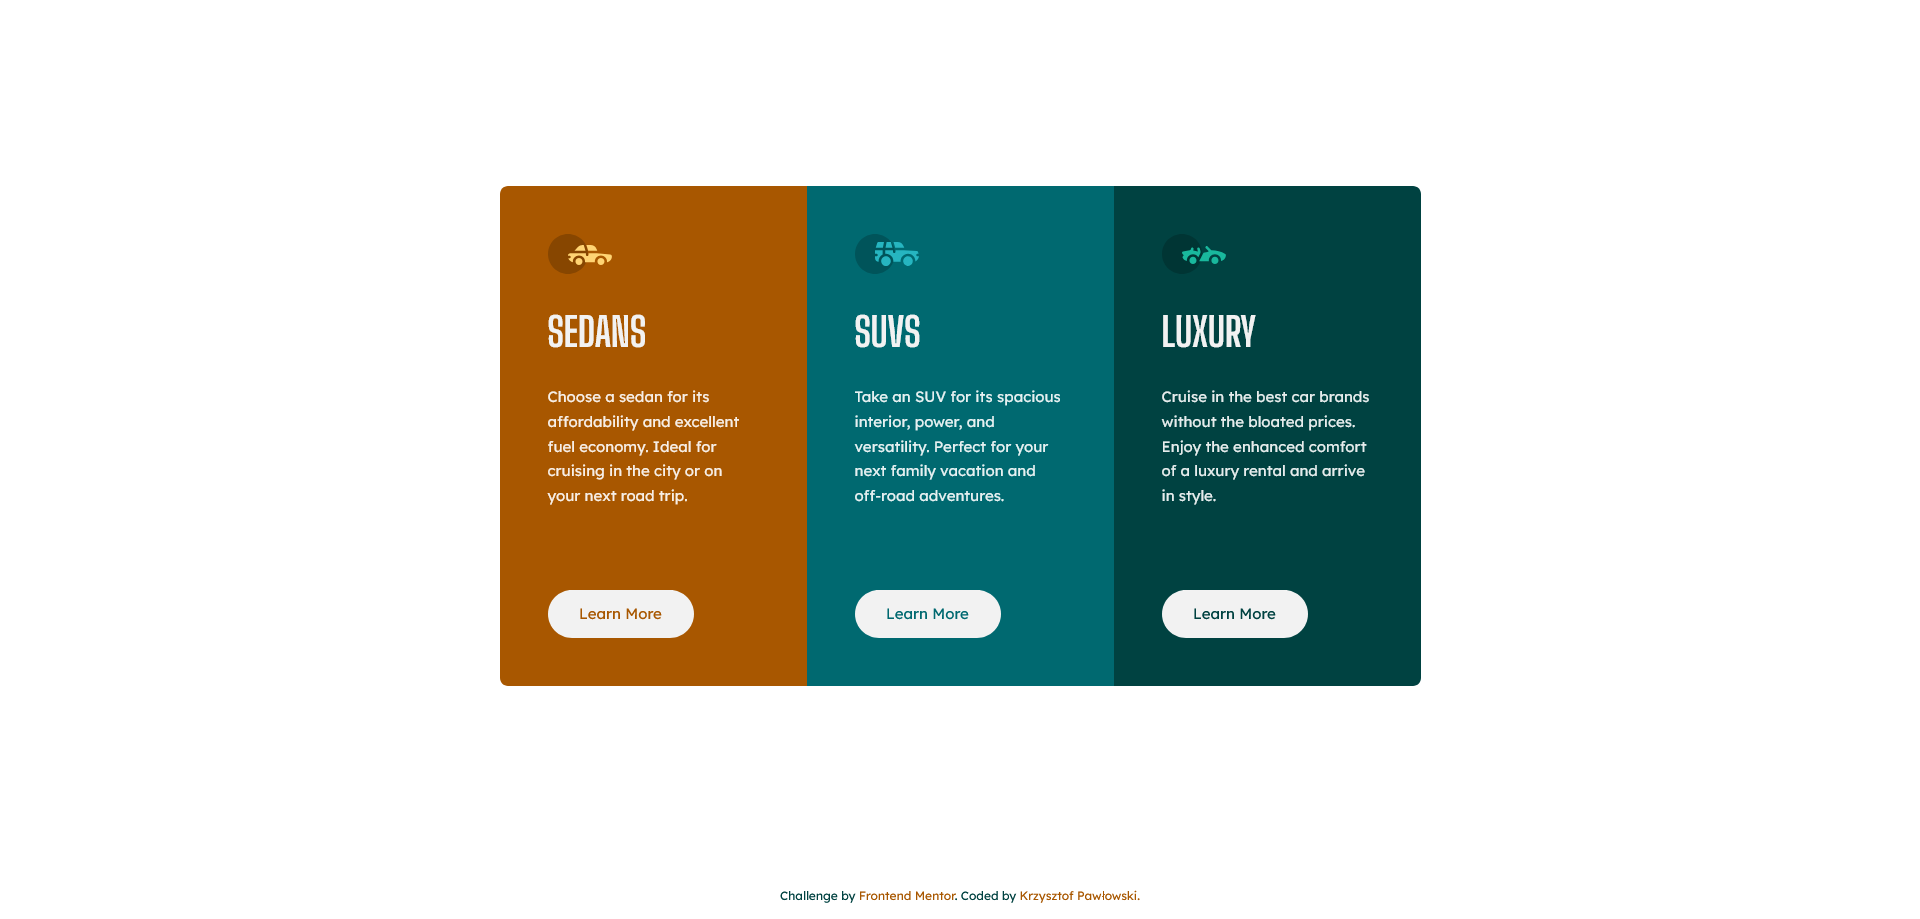 SEDANS
Choose a sedan for its
affordability and excellent
fuel economy. Ideal for
cruising in the city or on
your next road trip.
Learn More
SUVS
Take an SUV for its spacious
interior, power, and
versatility. Perfect for your
next family vacation and
off-road adventures.
Learn More
LUXURY
Cruise in the best car brands
without the bloated prices.
Enjoy the enhanced comfort
of a luxury rental and arrive
in style.
Learn More
Challenge by Frontend Mentor. Coded by Krzysztof Pawłowski.